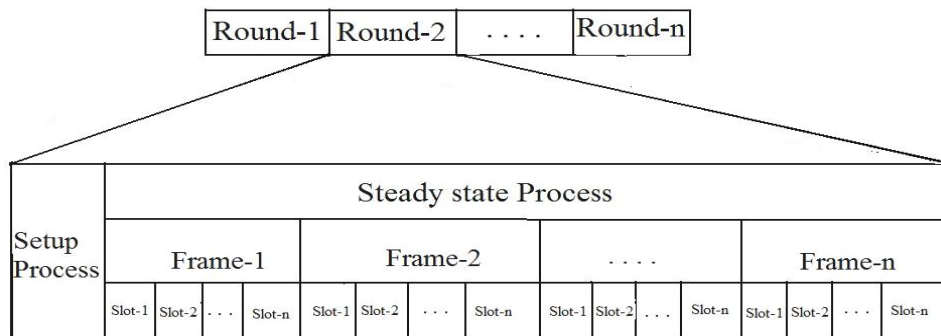 Round-1 Round-2 . . . . Round-n
Steady state Process
Setup
Process
Frame-1 Frame-2 . . . . Frame-n
Slot-1 Slot-2 . . . Slot-n Slot-1 Slot-2 . . . Slot-n Slot-1 Slot-2 . . . Slot-n Slot-1 Slot-2 . . . Slot-n